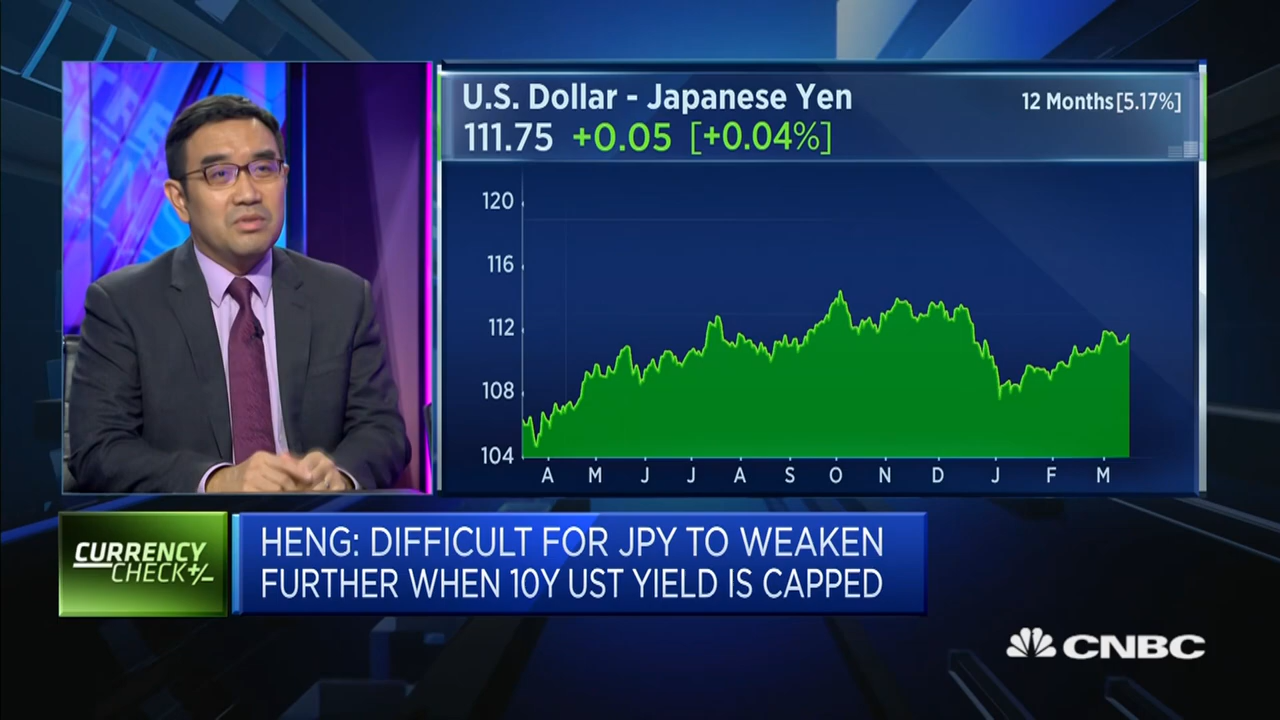 U.S. Dollar - Japanese Yen
12 Months[5.17%]
111.75 +0.05 [+0.04%]
120
116
112
108
104
A M J J A S O N D J F M
CURRENCY
CHECK+/-
HENG: DIFFICULT FOR JPY TO WEAKEN
FURTHER WHEN 10Y UST YIELD IS CAPPED
CNBC